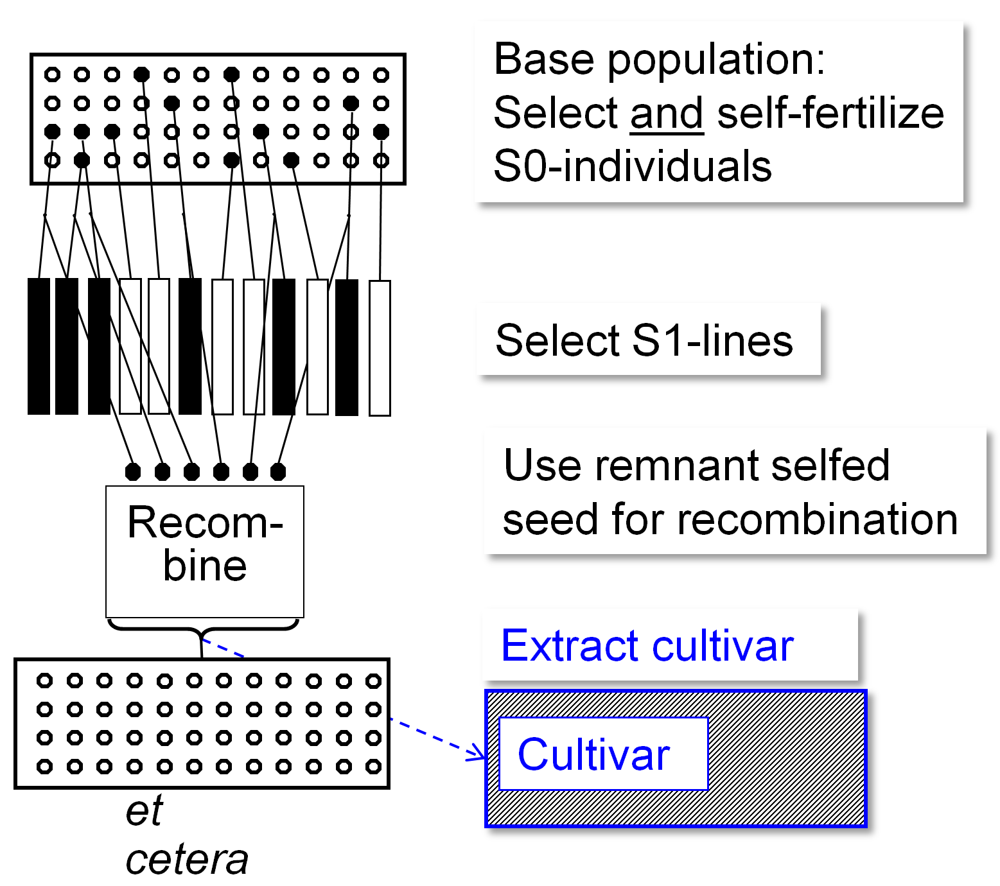 Base population:
Select and self-fertilize
S0-individuals
Select S1-lines
Use remnant selfed
seed for recombination
Recom-
bine
Extract cultivar
Cultivar
et
cetera